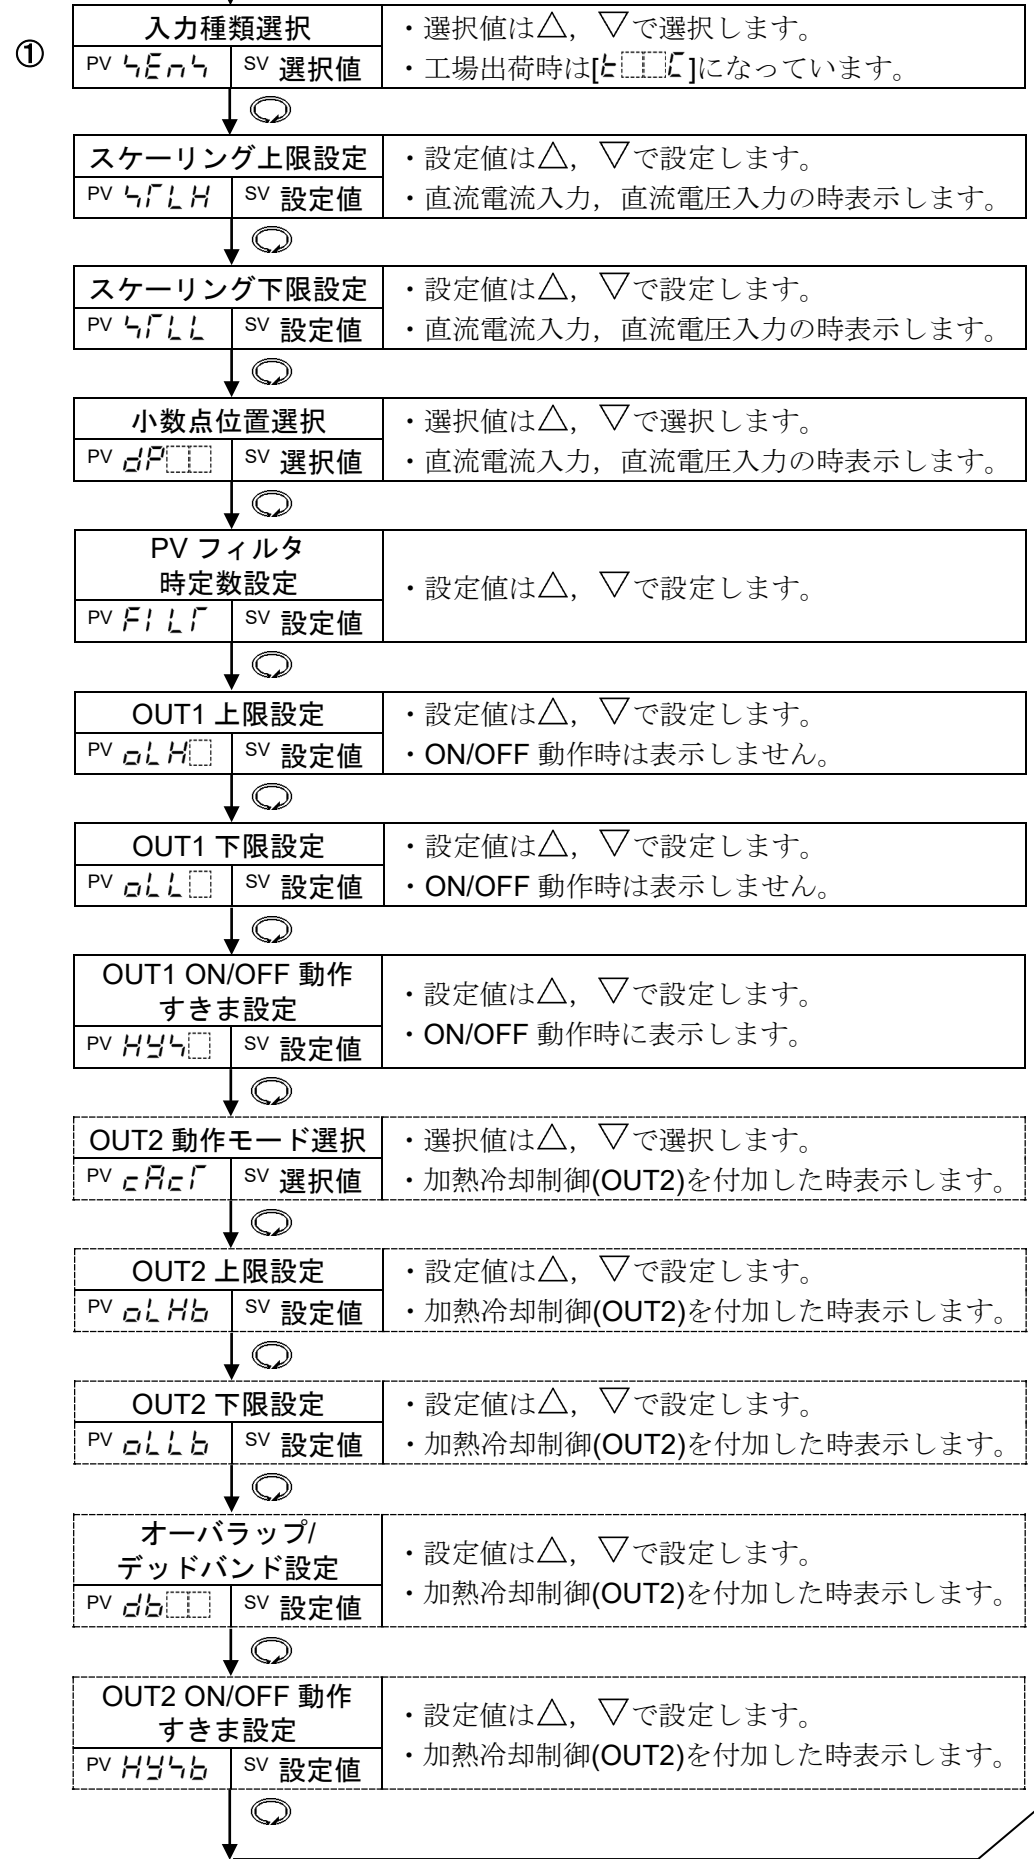 入力種類選択
・選択値は△，▽で選択します。
①
PV SEnS SV 選択値
・工場出荷時は[E□□C]になっています。
スケーリング上限設定
・設定値は△，▽で設定します。
PV SCLH SV 設定値
・直流電流入力，直流電圧入力の時表示します。
スケーリング下限設定
・設定値は△，▽で設定します。
PV SCLL SV 設定値
・直流電流入力，直流電圧入力の時表示します。
小数点位置選択
・選択値は△，▽で選択します。
PV dP□□ SV 選択値
・直流電流入力，直流電圧入力の時表示します。
PV フィルタ
時定数設定
・設定値は△，▽で設定します。
PV FILT SV 設定値
OUT1 上限設定
・設定値は△，▽で設定します。
PV oLH□ SV 設定値
・ON/OFF 動作時は表示しません。
OUT1 下限設定
・設定値は△，▽で設定します。
PV oLL□ SV 設定値
・ON/OFF 動作時は表示しません。
OUT1 ON/OFF 動作
すきま設定
・設定値は△，▽で設定します。
・ON/OFF 動作時に表示します。
PV HYS□ SV 設定値
OUT2 動作モード選択
・選択値は△，▽で選択します。
PV cAcT SV 選択値
・加熱冷却制御(OUT2)を付加した時表示します。
OUT2 上限設定
・設定値は△，▽で設定します。
PV oLHb SV 設定値
・加熱冷却制御(OUT2)を付加した時表示します。
OUT2 下限設定
・設定値は△，▽で設定します。
PV oLLb SV 設定値
・加熱冷却制御(OUT2)を付加した時表示します。
オーバラップ/
デッドバンド設定
・設定値は△，▽で設定します。
・加熱冷却制御(OUT2)を付加した時表示します。
PV db□□ SV 設定値
OUT2 ON/OFF 動作
すきま設定
・設定値は△，▽で設定します。
・加熱冷却制御(OUT2)を付加した時表示します。
PV HYSb SV 設定値